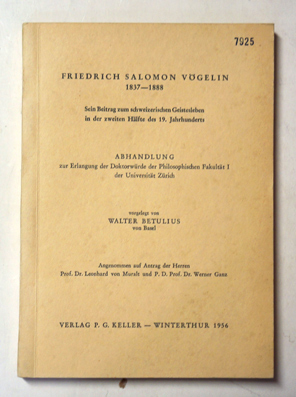 7925
FRIEDRICH SALOMON VÖGELIN
1837—1888
Sein Beitrag zum schweizerischen Geistesleben
in der zweiten Hälfte des 19. Jahrhunderts
ABHANDLUNG
zur Erlangung der Doktorwürde der Philosophischen Fakultät I
der Universität Zürich
vorgelegt von
WALTER BETULIUS
von Basel
Angenommen auf Antrag der Herren
Prof. Dr. Leonhard von Muralt und P. D. Prof. Dr. Werner Ganz
VERLAG P. G. KELLER — WINTERTHUR 1956